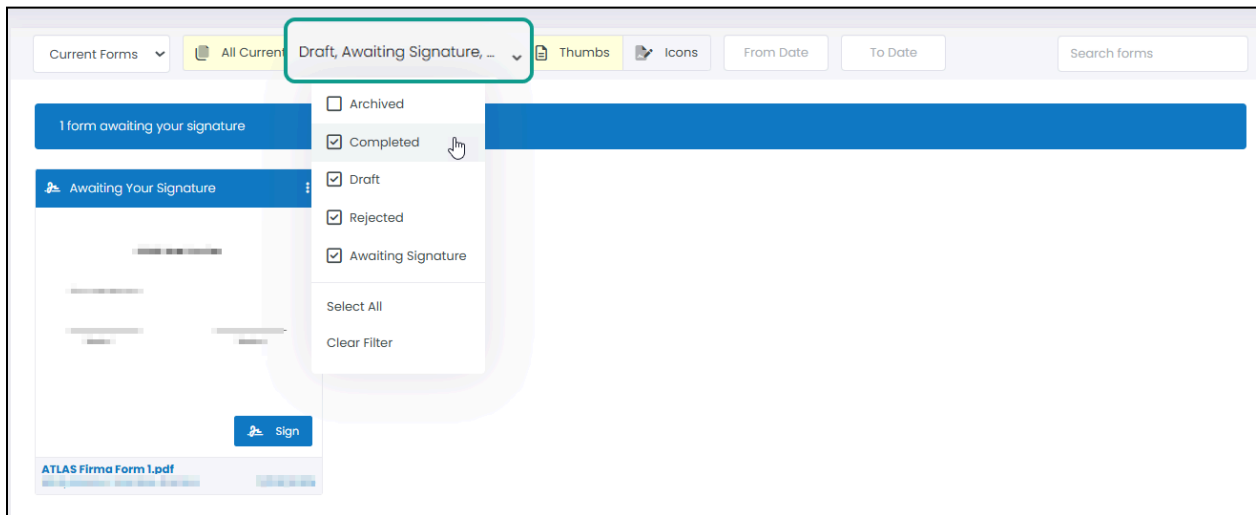 Current Forms
All Current
Draft, Awaiting Signature, ...
Thumbs
Icons
From Date
To Date
Search forms
1 form awaiting your signature
Archived
Completed
Draft
Rejected
Awaiting Signature
Select All
Clear Filter
Awaiting Your Signature
Sign
ATLAS Firma Form 1.pdf